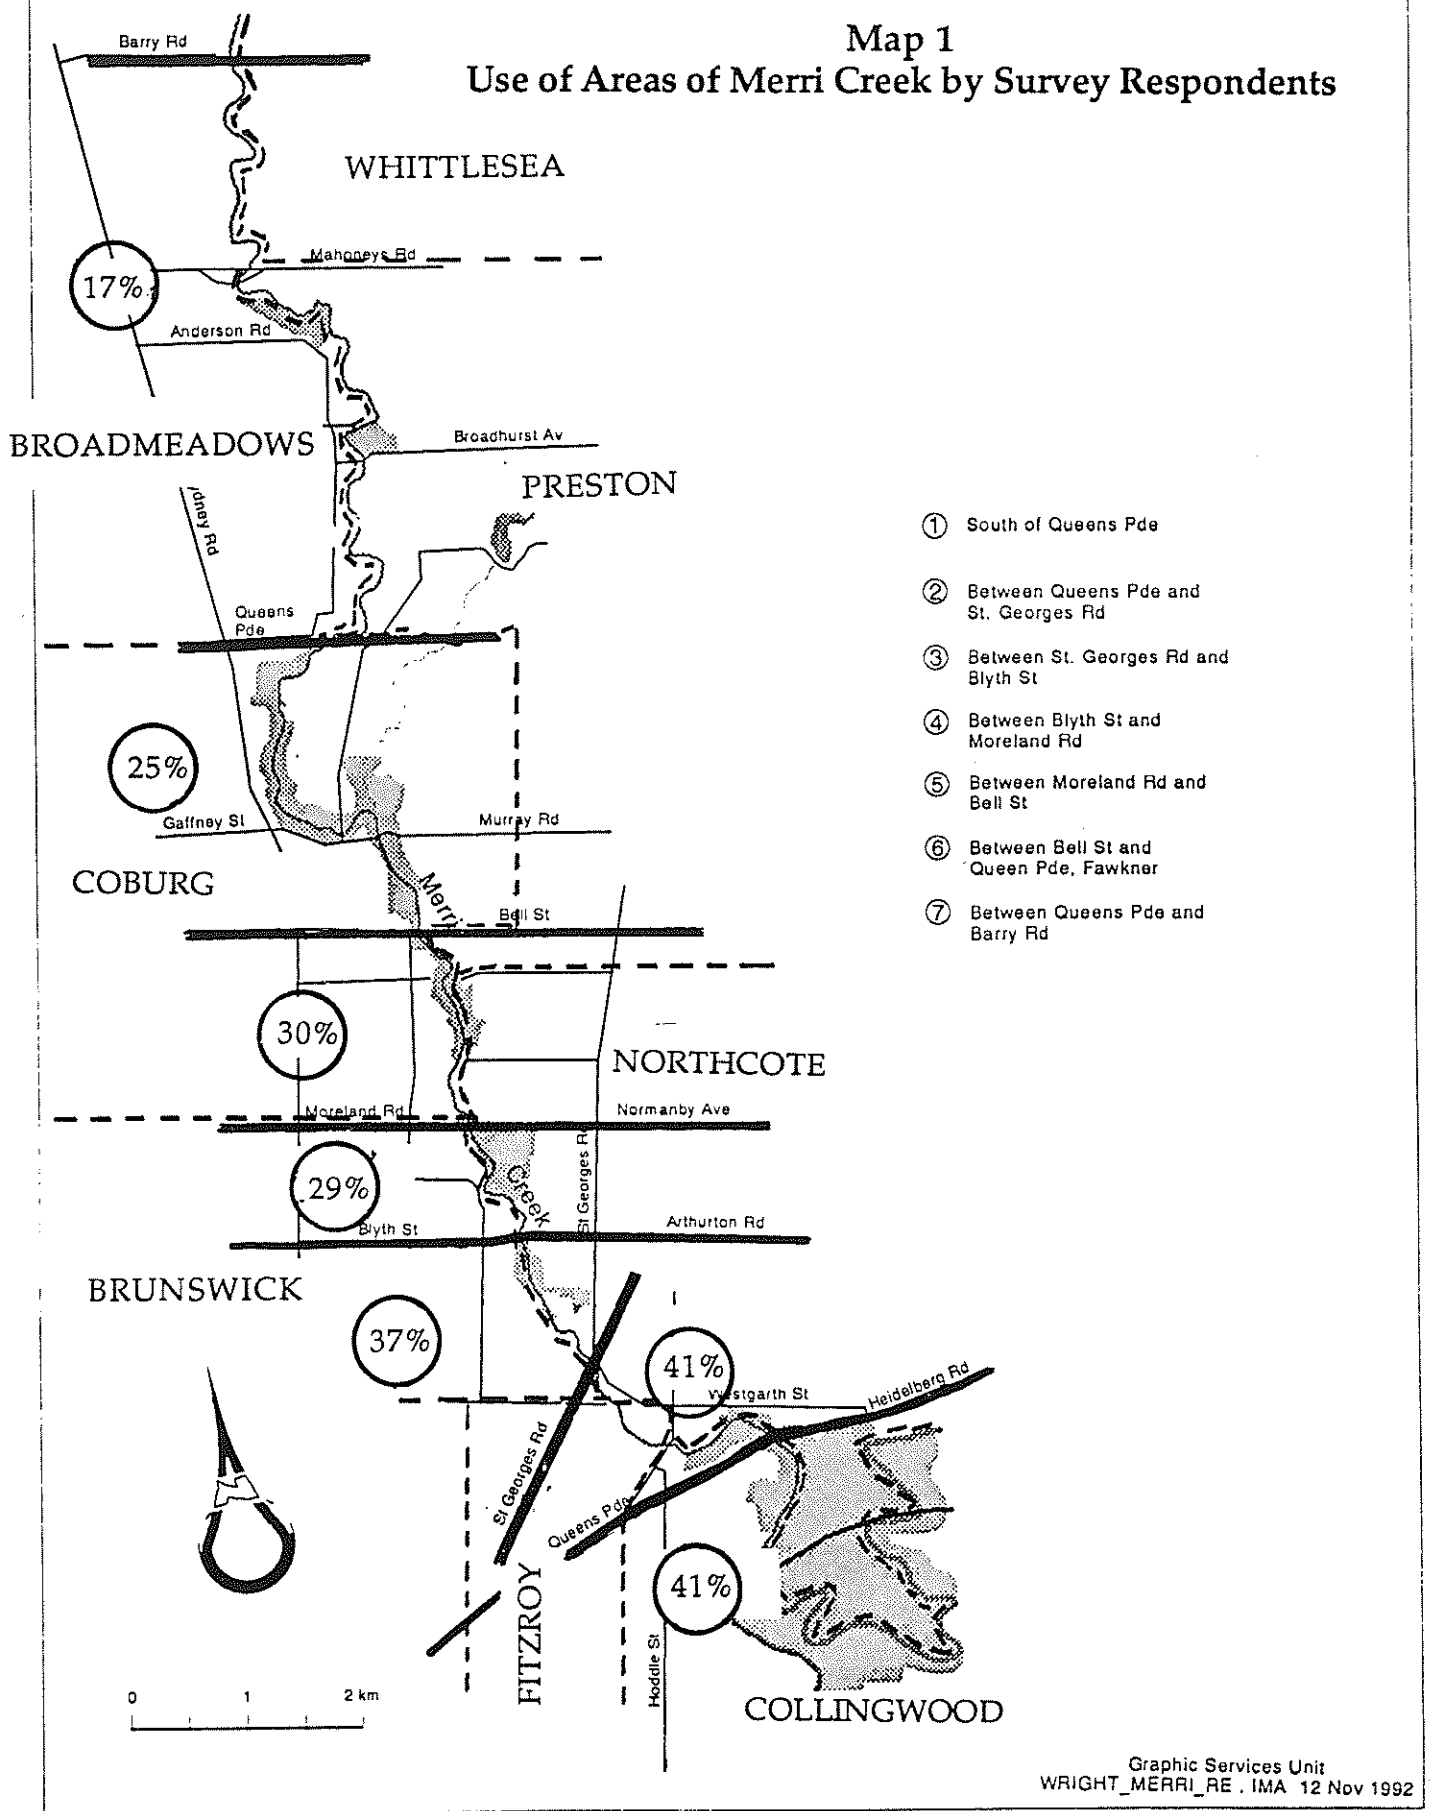 Map 1
Use of Areas of Merri Creek by Survey Respondents
Barry Rd
WHITTLESEA
Mahoneys Rd
17%
Anderson Rd
BROADMEADOWS
Broadhurst Av
PRESTON
dney Rd
① South of Queens Pde
② Between Queens Pde and
St. Georges Rd
③ Between St. Georges Rd and
Blyth St
④ Between Blyth St and
Moreland Rd
⑤ Between Moreland Rd and
Bell St
⑥ Between Bell St and
Queen Pde, Fawkner
⑦ Between Queens Pde and
Barry Rd
Queens
Pde
25%
Gaffney St
Murray Rd
COBURG
Merri
Bell St
30%
NORTHCOTE
Moreland Rd
Normanby Ave
29%
Creek
St Georges Rd
Blyth St
Arthurton Rd
BRUNSWICK
37%
41%
Westgarth St
Heidelberg Rd
St Georges Rd
Queens Pde
41%
FITZROY
Hoddle St
0 1 2 km
COLLINGWOOD
Graphic Services Unit
WRIGHT_MERRI_RE . IMA 12 Nov 1992